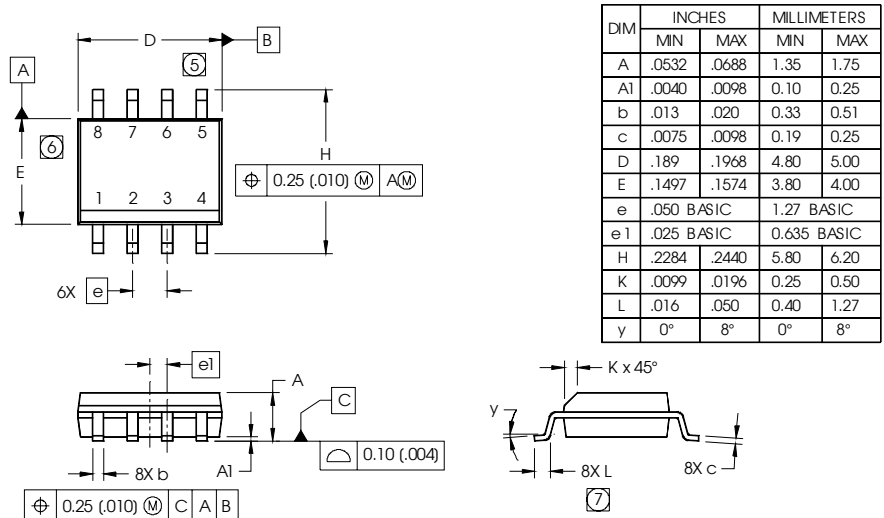 D
B
5
A
8 7 6 5
6
E
H
0.25 (.010) Ⓜ A Ⓜ
1 2 3 4
6X e
DIM INCHES MILLIMETERS
MIN MAX MIN MAX
A .0532 .0688 1.35 1.75
A1 .0040 .0098 0.10 0.25
b .013 .020 0.33 0.51
c .0075 .0098 0.19 0.25
D .189 .1968 4.80 5.00
E .1497 .1574 3.80 4.00
e .050 BASIC 1.27 BASIC
e1 .025 BASIC 0.635 BASIC
H .2284 .2440 5.80 6.20
K .0099 .0196 0.25 0.50
L .016 .050 0.40 1.27
y 0° 8° 0° 8°
e1
A
C
A1
8X b
0.10 (.004)
⌖ 0.25 (.010) Ⓜ C A B
K x 45°
y
8X L
8X c
7